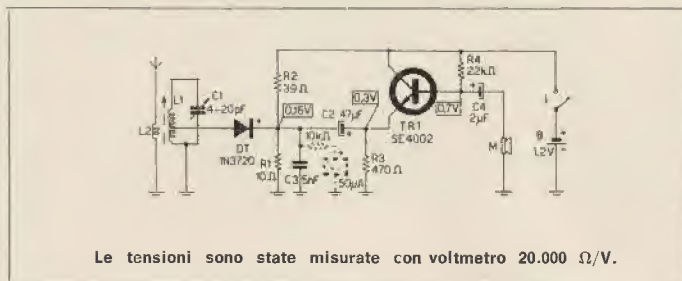 L1
L2
C1
4-20pF
DT
1N3720
R2
39Ω
0,16V
R1
10Ω
10kΩ
C3 5nF
50µA
C2 47µF
0,3V
R3
470Ω
TR1
SE4002
R4
22kΩ
0,7V
C4
2µF
M
I
B
1,2V
Le tensioni sono state misurate con voltmetro 20.000 Ω/V.